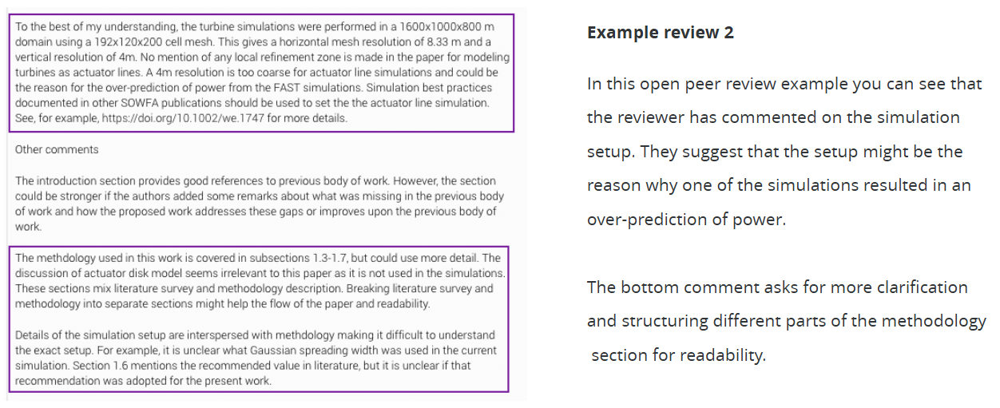 To the best of my understanding, the turbine simulations were performed in a 1600x1000x800 m
domain using a 192x120x200 cell mesh. This gives a horizontal mesh resolution of 8.33 m and a
vertical resolution of 4m. No mention of any local refinement zone is made in the paper for modeling
turbines as actuator lines. A 4m resolution is too coarse for actuator line simulations and could be
the reason for the over-prediction of power from the FAST simulations. Simulation best practices
documented in other SOWFA publications should be used to set the the actuator line simulation.
See, for example, https://doi.org/10.1002/we.1747 for more details.
Other comments
The introduction section provides good references to previous body of work. However, the section
could be stronger if the authors added some remarks about what was missing in the previous body
of work and how the proposed work addresses these gaps or improves upon the previous body of
work.
The methdology used in this work is covered in subsections 1.3-1.7, but could use more detail. The
discussion of actuator disk model seems irrelevant to this paper as it is not used in the simulations.
These sections mix literature survey and methodology description. Breaking literature survey and
methodology into separate sections might help the flow of the paper and readability.
Details of the simulation setup are interspersed with methdology making it difficult to understand
the exact setup. For example, it is unclear what Gaussian spreading width was used in the current
simulation. Section 1.6 mentions the recommended value in literature, but it is unclear if that
recommendation was adopted for the present work.
Example review 2
In this open peer review example you can see that
the reviewer has commented on the simulation
setup. They suggest that the setup might be the
reason why one of the simulations resulted in an
over-prediction of power.
The bottom comment asks for more clarification
and structuring different parts of the methodology
section for readability.